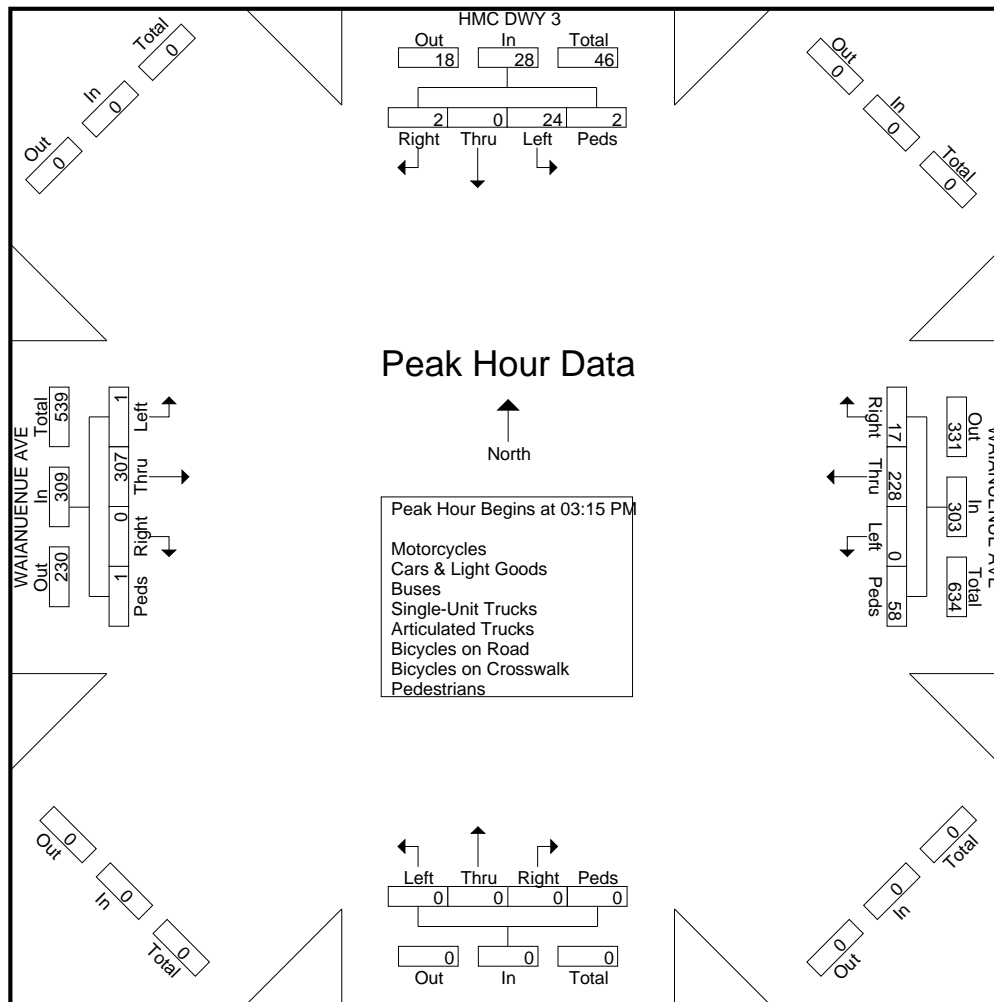 HMC DWY 3
Out In Total
18 28 46
2 0 24 2
Right Thru Left Peds
Total
0
In
0
Out
0
Out
0
In
0
Total
0
Peak Hour Data
North
Peak Hour Begins at 03:15 PM
Motorcycles
Cars & Light Goods
Buses
Single-Unit Trucks
Articulated Trucks
Bicycles on Road
Bicycles on Crosswalk
Pedestrians
WAIANUENUE AVE
Out In Total
230 309 539
1 0 307 1
Peds Right Thru Left
WAIANUENUE AVE
Out In Total
331 303 634
17 228 0 58
Right Thru Left Peds
Out
0
In
0
Total
0
Left Thru Right Peds
0 0 0 0
0 0 0
Out In Total
Total
0
In
0
Out
0